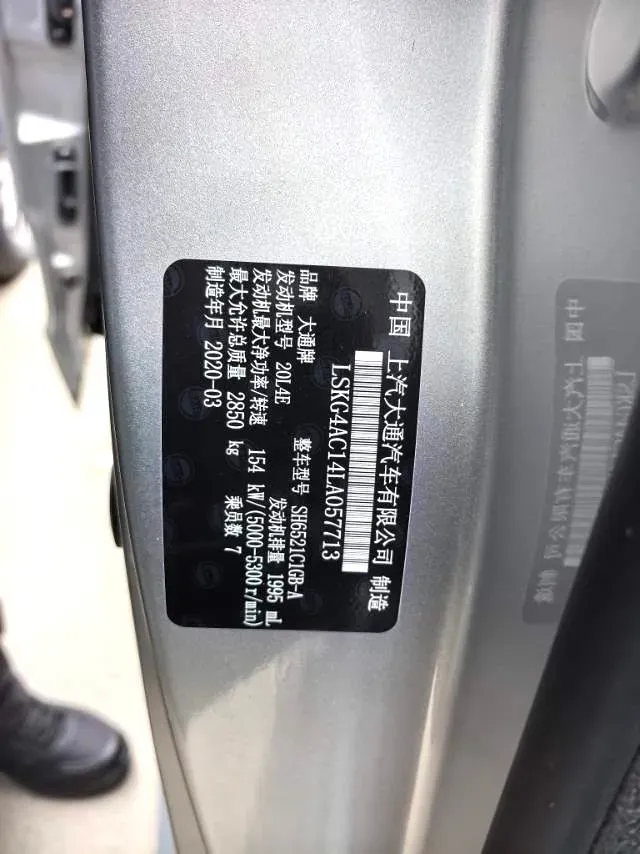 中国 上汽大通汽车有限公司 制造
LSKG4AC14LA057713
品牌 大通牌 整车型号 SH6521C1GB-A
发动机型号 20L4E 发动机排量 1995 mL
发动机最大净功率/转速 154 kW/(5000-5300 r/min)
最大允许总质量 2850 kg 乘员数 7
制造年月 2020-03